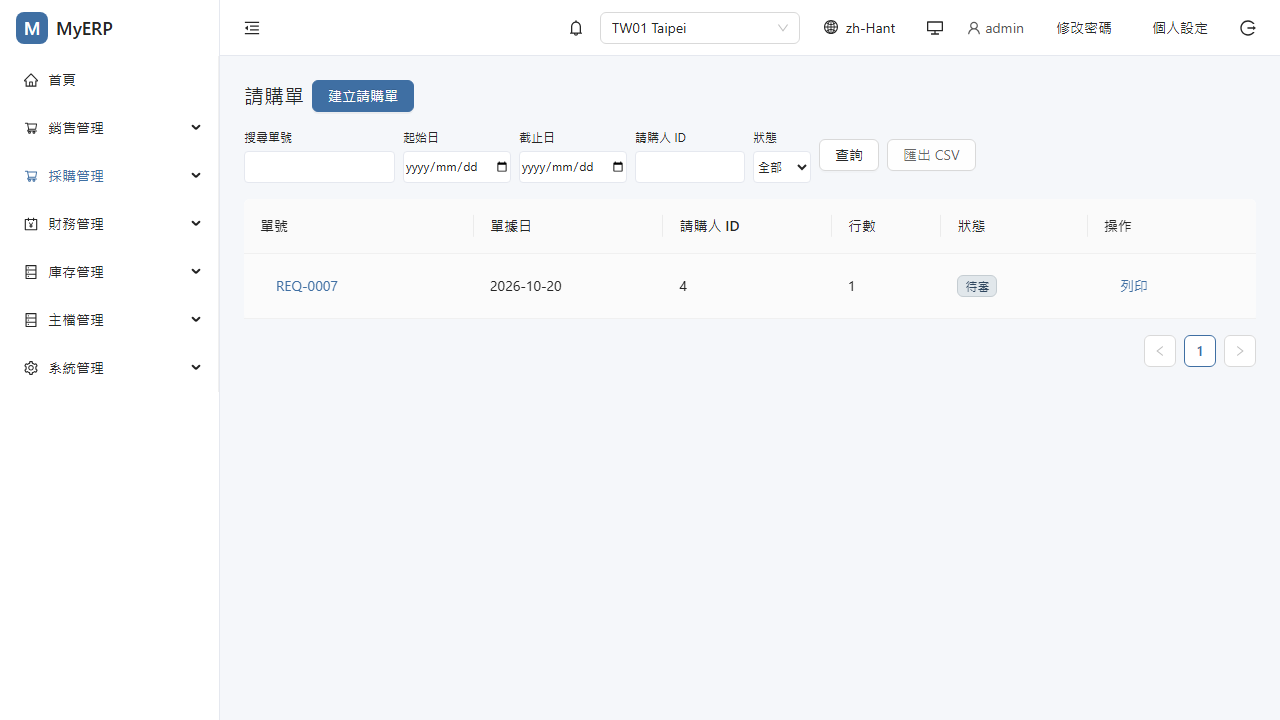 M MyERP
TW01 Taipei
zh-Hant
admin
修改密碼
個人設定
首頁
銷售管理
採購管理
財務管理
庫存管理
主檔管理
系統管理
請購單
建立請購單
搜尋單號
起始日
截止日
請購人 ID
狀態
yyyy/mm/dd
yyyy/mm/dd
全部
查詢
匯出 CSV
單號 單據日 請購人 ID 行數 狀態 操作
REQ-0007 2026-10-20 4 1 待審 列印
1